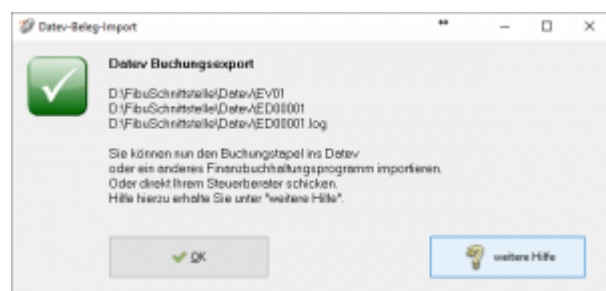 Datev-Beleg-Import
Datev Buchungsexport
D:\FibuSchnittstelle\Datev\EV01
D:\FibuSchnittstelle\Datev\ED00001
D:\FibuSchnittstelle\Datev\ED00001.log
Sie können nun den Buchungstapel ins Datev
oder ein anderes Finanzbuchhaltungsprogramm importieren.
Oder direkt Ihrem Steuerberater schicken.
Hilfe hierzu erhalte Sie unter "weitere Hilfe".
OK
weitere Hilfe